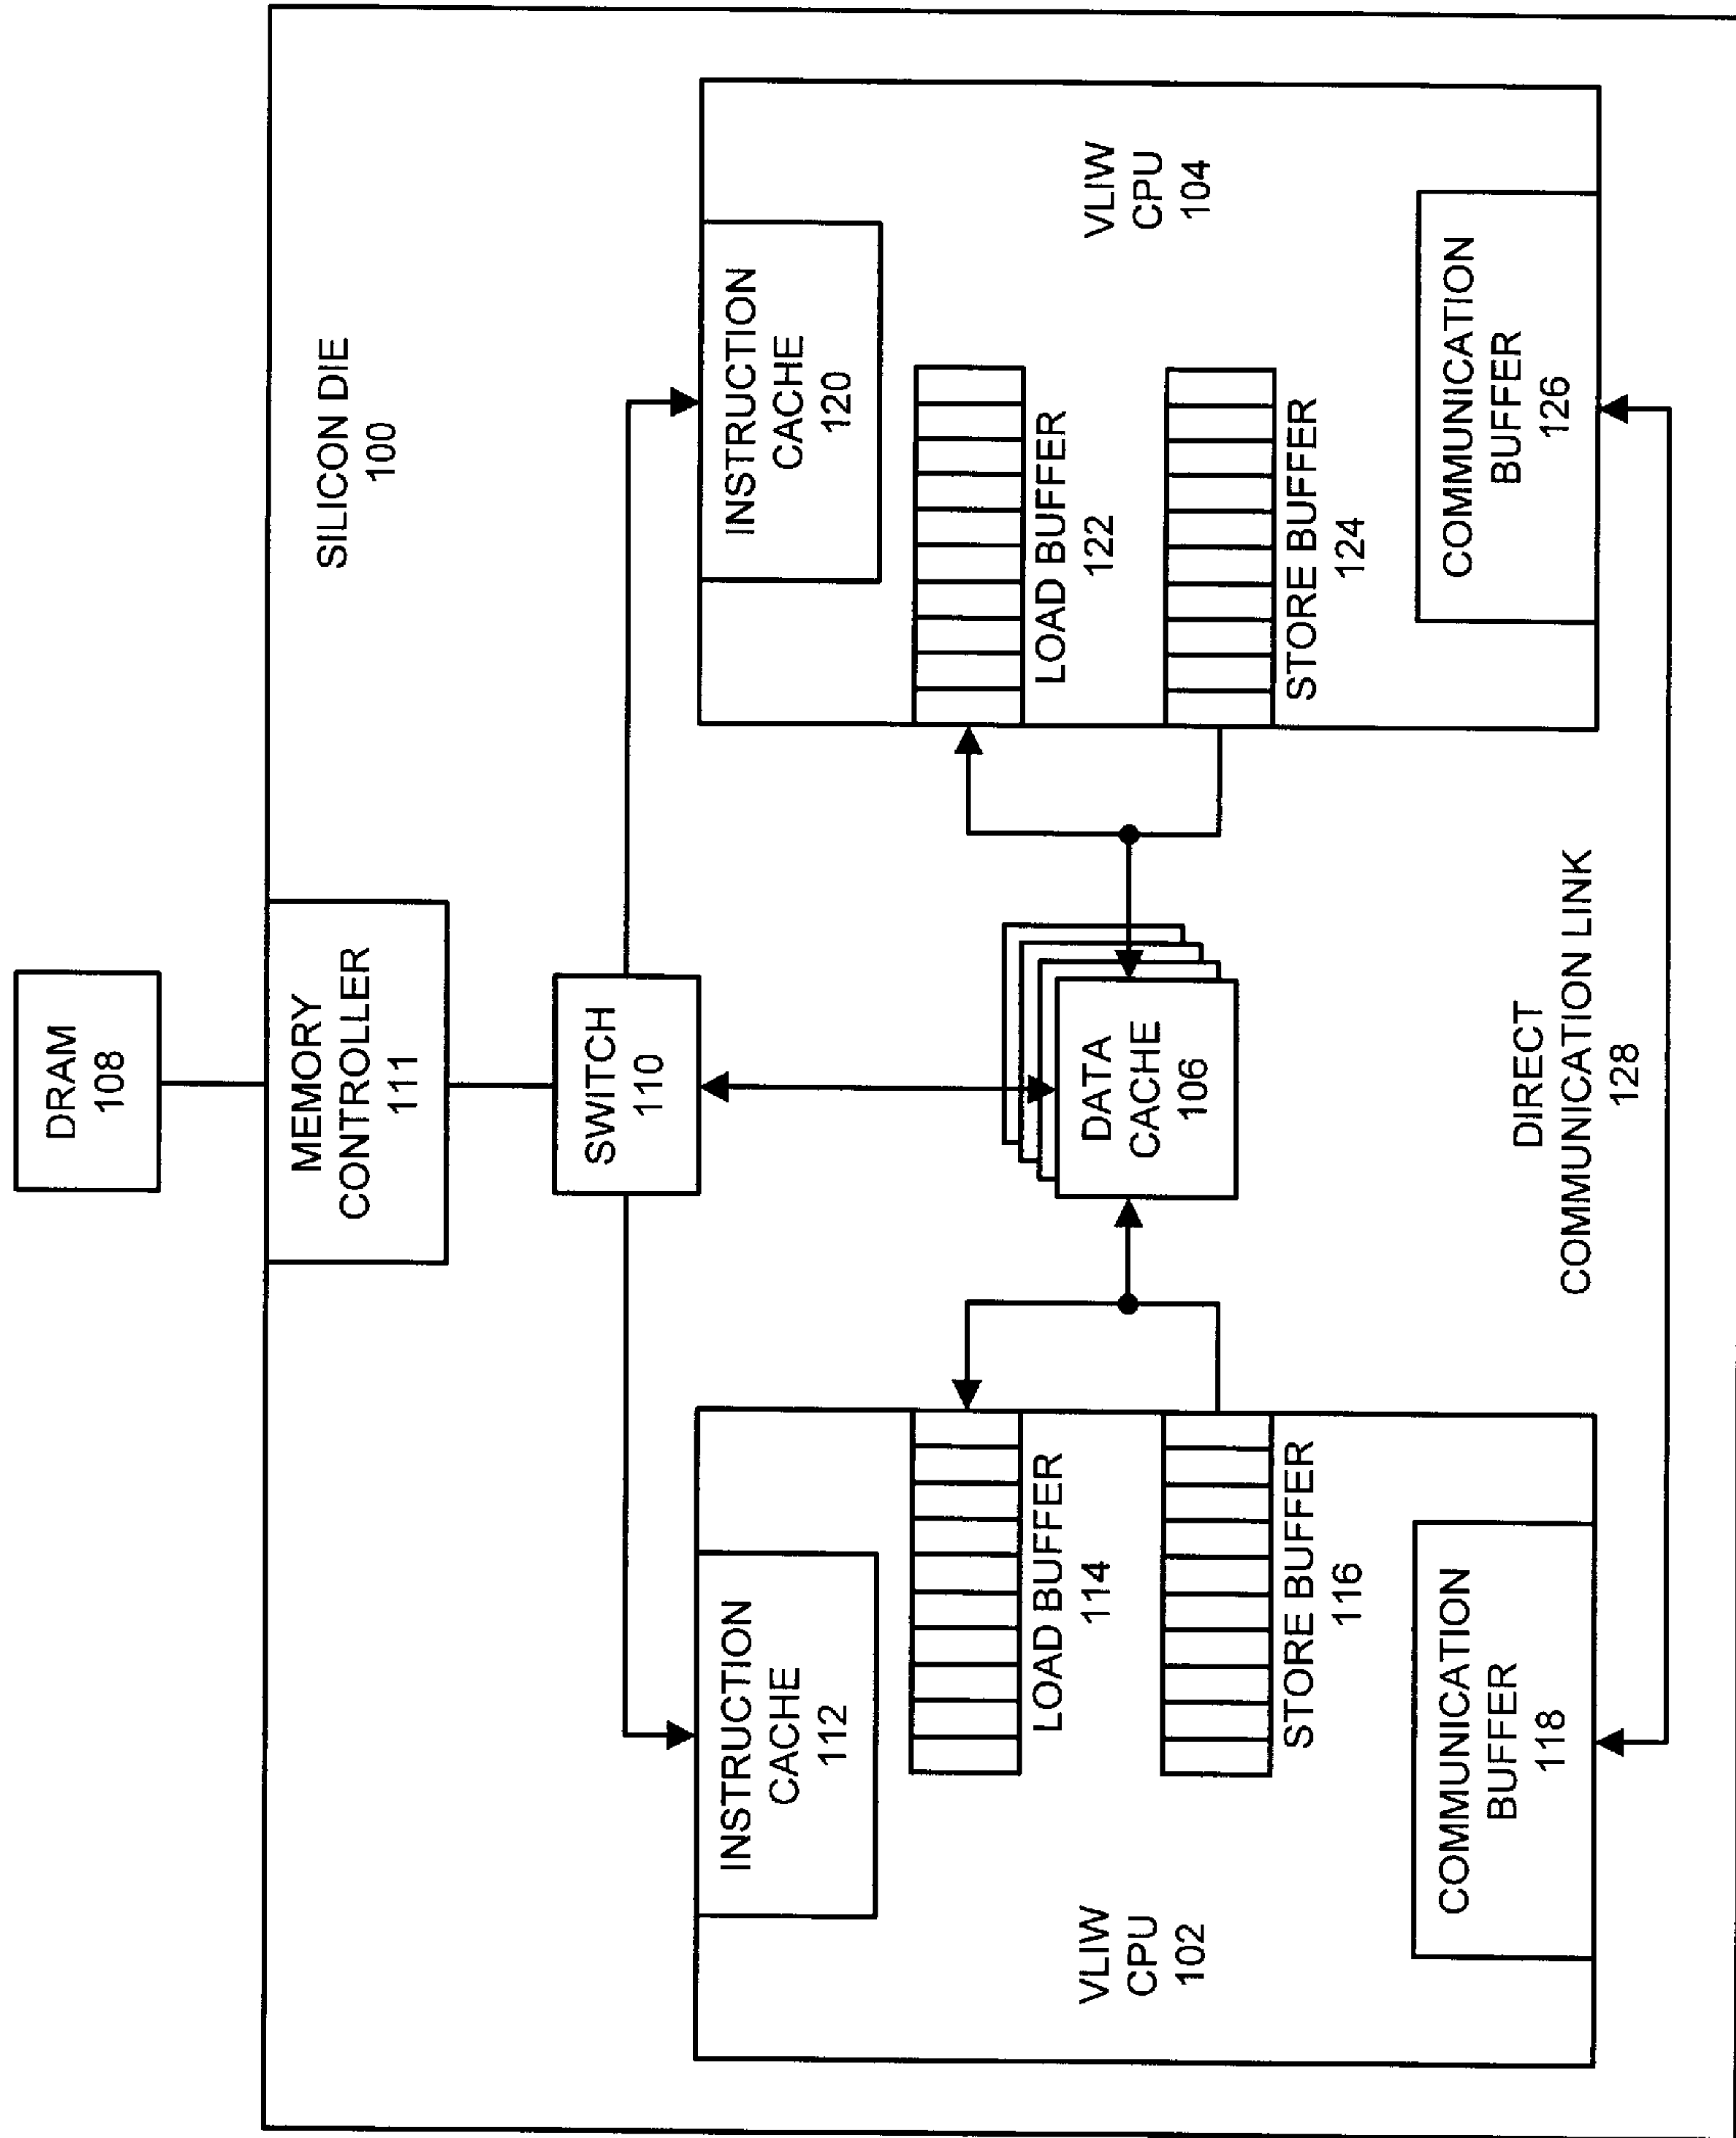 DRAM
108
SILICON DIE
100
MEMORY
CONTROLLER
111
SWITCH
110
VLIW
CPU
102
INSTRUCTION
CACHE
112
LOAD BUFFER
114
STORE BUFFER
116
COMMUNICATION
BUFFER
118
DATA
CACHE
106
INSTRUCTION
CACHE
120
VLIW
CPU
104
LOAD BUFFER
122
STORE BUFFER
124
COMMUNICATION
BUFFER
126
DIRECT
COMMUNICATION LINK
128